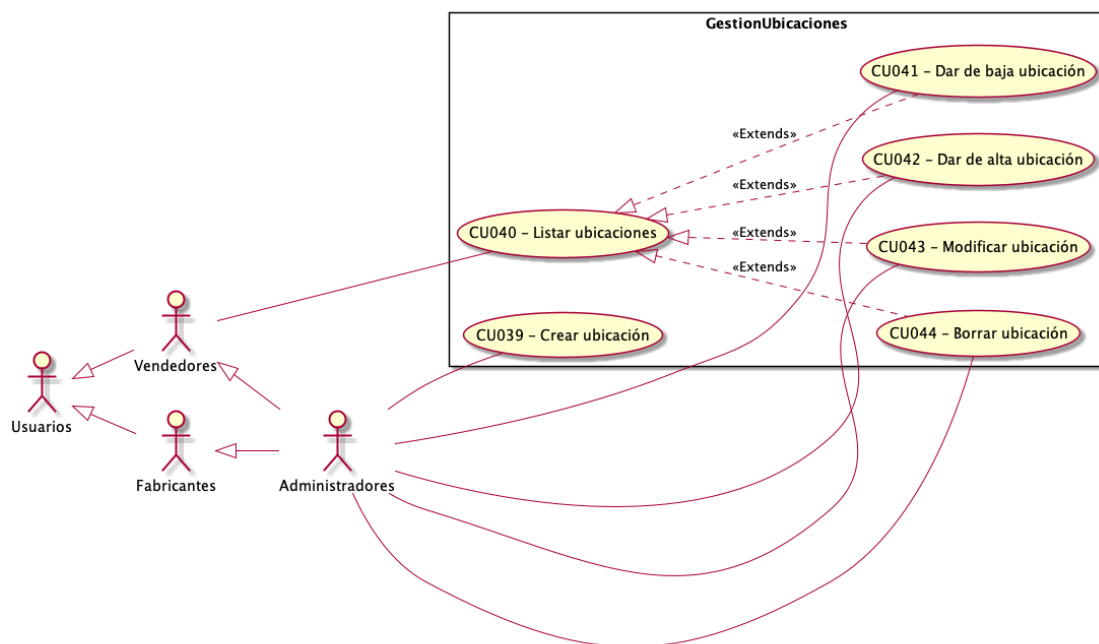 GestionUbicaciones
CU041 – Dar de baja ubicación
«Extends»
CU042 – Dar de alta ubicación
«Extends»
CU040 – Listar ubicaciones
«Extends»
CU043 – Modificar ubicación
«Extends»
CU039 – Crear ubicación
CU044 – Borrar ubicación
Vendedores
Usuarios
Fabricantes
Administradores